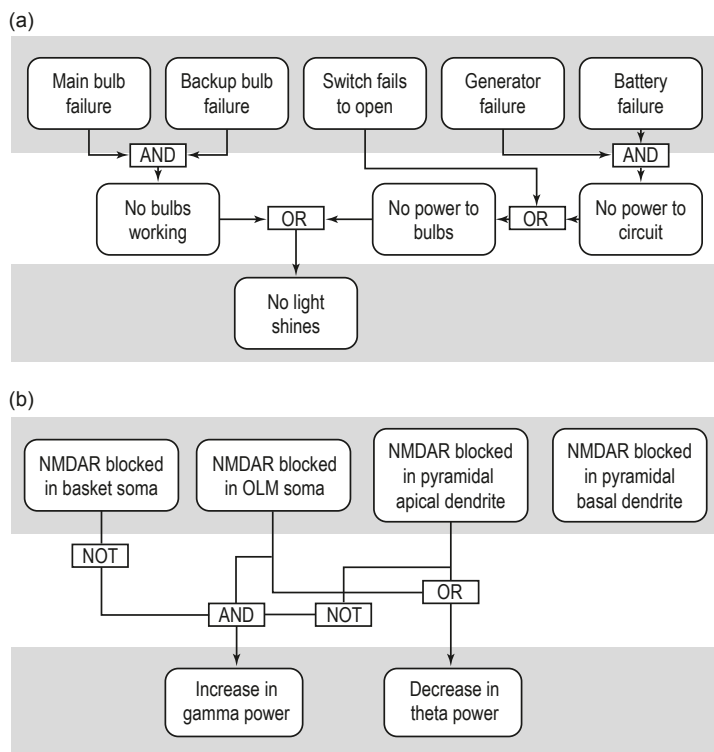 (a)
Main bulb
failure
Backup bulb
failure
Switch fails
to open
Generator
failure
Battery
failure
AND
AND
No bulbs
working
OR
No power to
bulbs
OR
No power to
circuit
No light
shines
(b)
NMDAR blocked
in basket soma
NMDAR blocked
in OLM soma
NMDAR blocked
in pyramidal
apical dendrite
NMDAR blocked
in pyramidal
basal dendrite
NOT
OR
AND
NOT
Increase in
gamma power
Decrease in
theta power